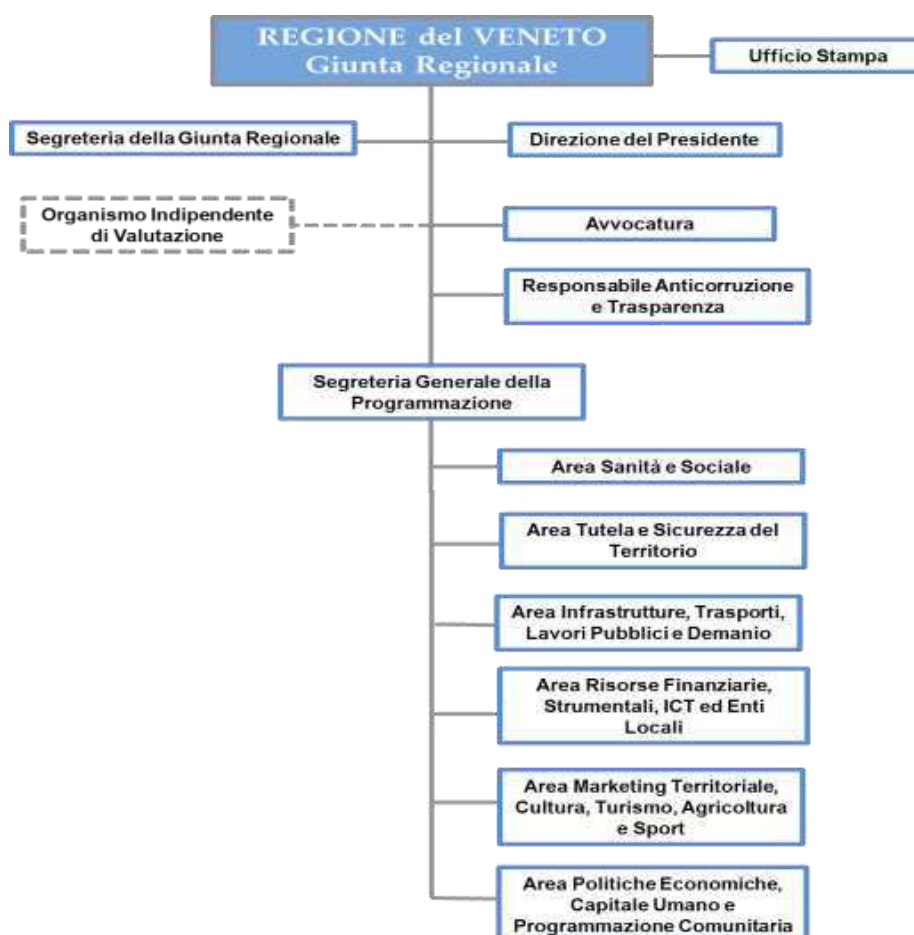 REGIONE del VENETO
Giunta Regionale
Ufficio Stampa
Segreteria della Giunta Regionale
Direzione del Presidente
Organismo Indipendente
di Valutazione
Avvocatura
Responsabile Anticorruzione
e Trasparenza
Segreteria Generale della
Programmazione
Area Sanità e Sociale
Area Tutela e Sicurezza del
Territorio
Area Infrastrutture, Trasporti,
Lavori Pubblici e Demanio
Area Risorse Finanziarie,
Strumentali, ICT ed Enti
Locali
Area Marketing Territoriale,
Cultura, Turismo, Agricoltura
e Sport
Area Politiche Economiche,
Capitale Umano e
Programmazione Comunitaria